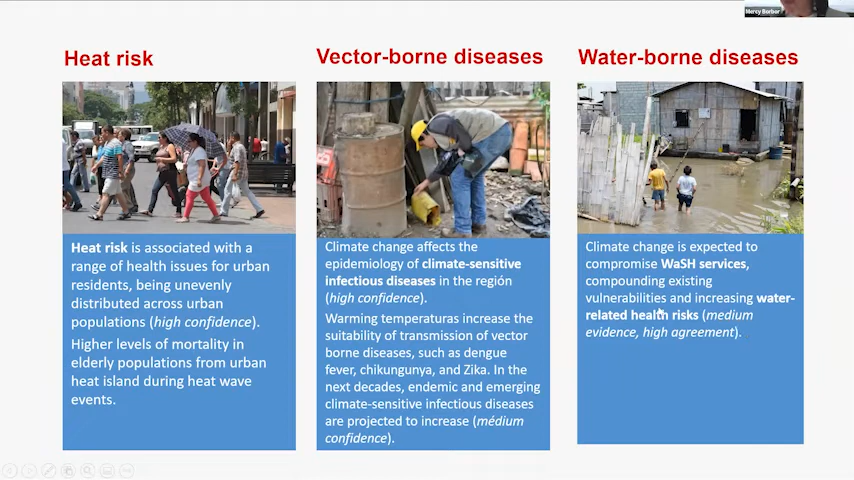 Mercy Borbor
Heat risk
Heat risk is associated with a
range of health issues for urban
residents, being unevenly
distributed across urban
populations (high confidence).
Higher levels of mortality in
elderly populations from urban
heat island during heat wave
events.
Vector-borne diseases
Climate change affects the
epidemiology of climate-sensitive
infectious diseases in the región
(high confidence).
Warming temperatures increase the
suitability of transmission of vector
borne diseases, such as dengue
fever, chikungunya, and Zika. In the
next decades, endemic and emerging
climate-sensitive infectious diseases
are projected to increase (médium
confidence).
Water-borne diseases
Climate change is expected to
compromise WaSH services,
compounding existing
vulnerabilities and increasing water-
related health risks (medium
evidence, high agreement).